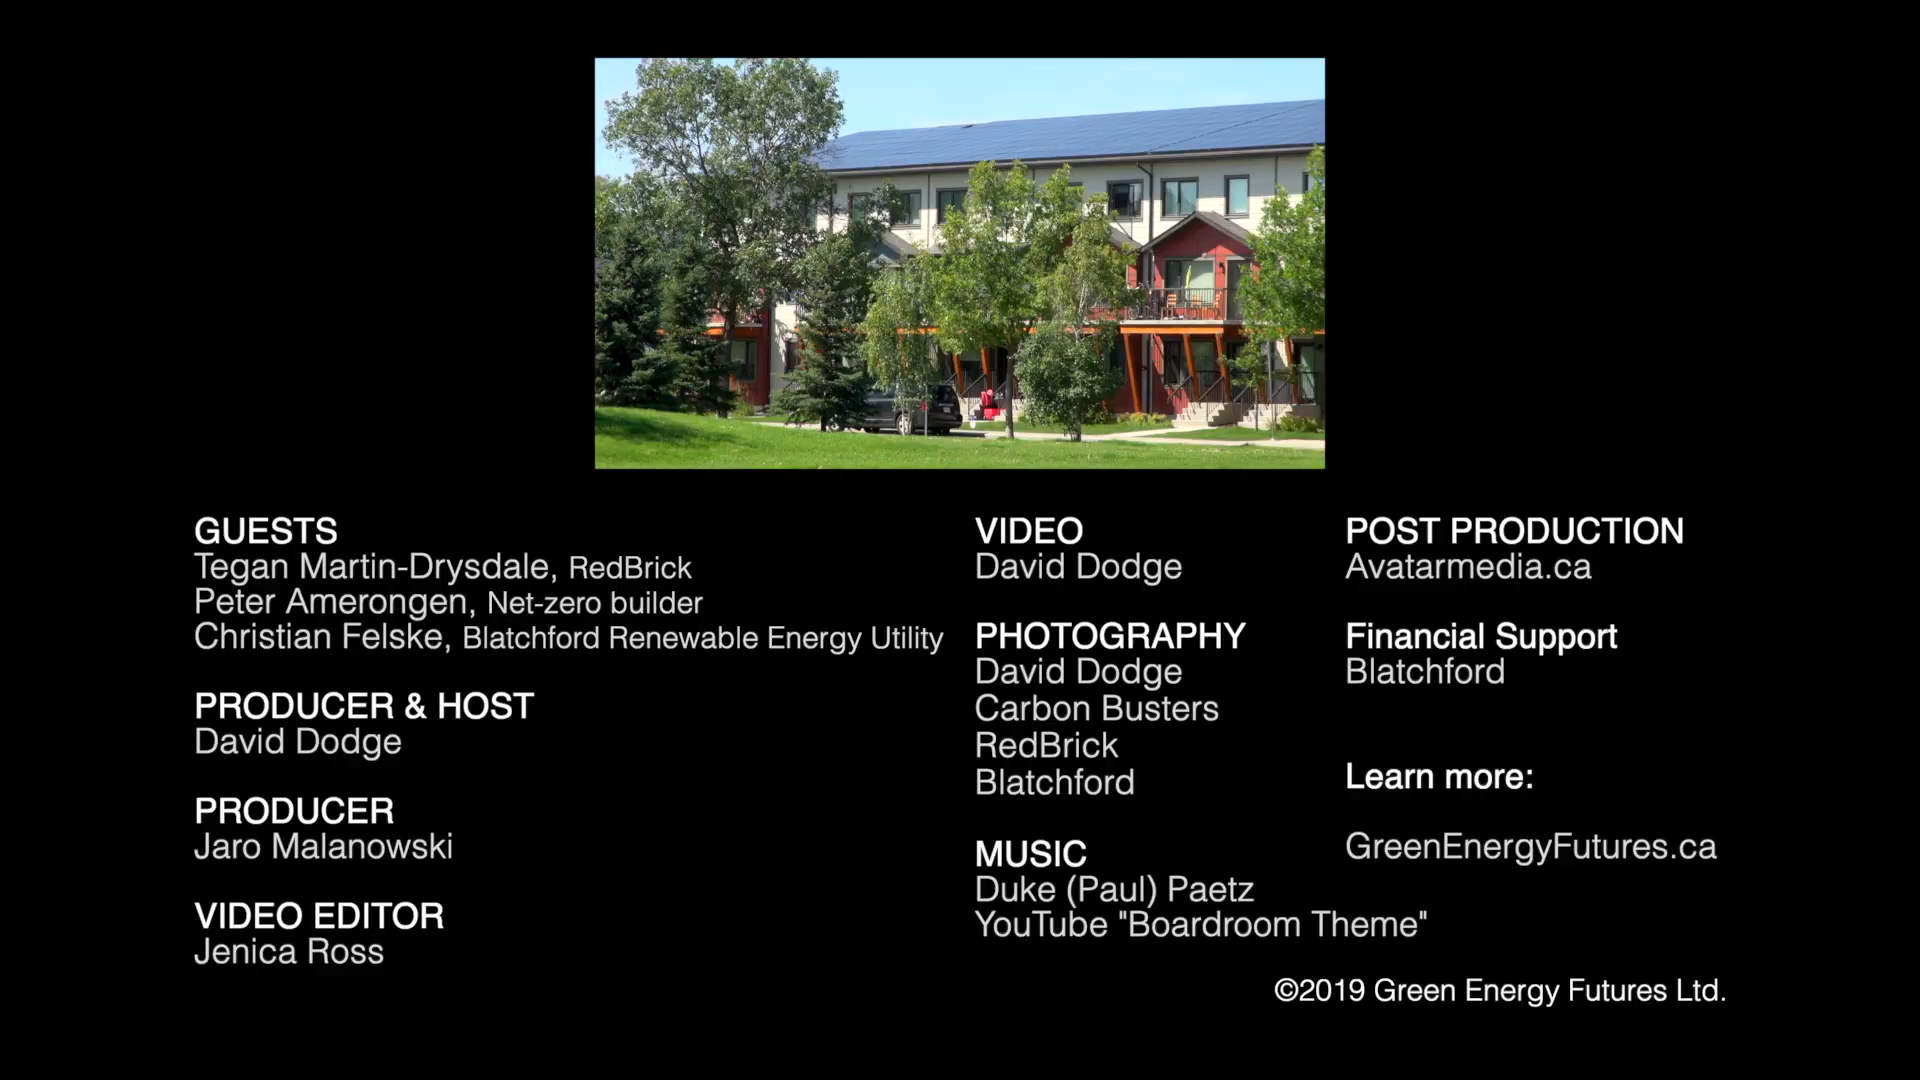 GUESTS
Tegan Martin-Drysdale, RedBrick
Peter Amerongen, Net-zero builder
Christian Felske, Blatchford Renewable Energy Utility
PRODUCER & HOST
David Dodge
PRODUCER
Jaro Malanowski
VIDEO EDITOR
Jenica Ross
VIDEO
David Dodge
PHOTOGRAPHY
David Dodge
Carbon Busters
RedBrick
Blatchford
MUSIC
Duke (Paul) Paetz
YouTube "Boardroom Theme"
POST PRODUCTION
Avatarmedia.ca
Financial Support
Blatchford
Learn more:
GreenEnergyFutures.ca
©2019 Green Energy Futures Ltd.